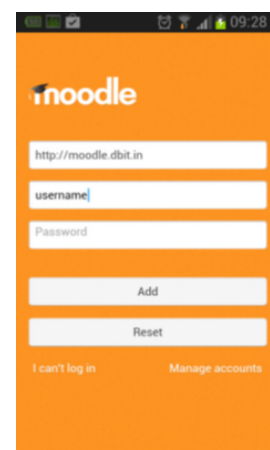 09:28
moodle
http://moodle.dbit.in
username
Password
Add
Reset
I can't log in Manage accounts